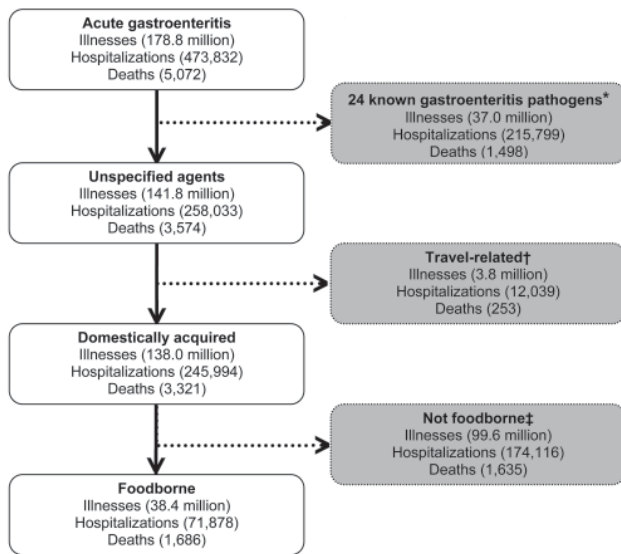 Acute gastroenteritis
Illnesses (178.8 million)
Hospitalizations (473,832)
Deaths (5,072)
24 known gastroenteritis pathogens*
Illnesses (37.0 million)
Hospitalizations (215,799)
Deaths (1,498)
Unspecified agents
Illnesses (141.8 million)
Hospitalizations (258,033)
Deaths (3,574)
Travel-related†
Illnesses (3.8 million)
Hospitalizations (12,039)
Deaths (253)
Domestically acquired
Illnesses (138.0 million)
Hospitalizations (245,994)
Deaths (3,321)
Not foodborne‡
Illnesses (99.6 million)
Hospitalizations (174,116)
Deaths (1,635)
Foodborne
Illnesses (38.4 million)
Hospitalizations (71,878)
Deaths (1,686)